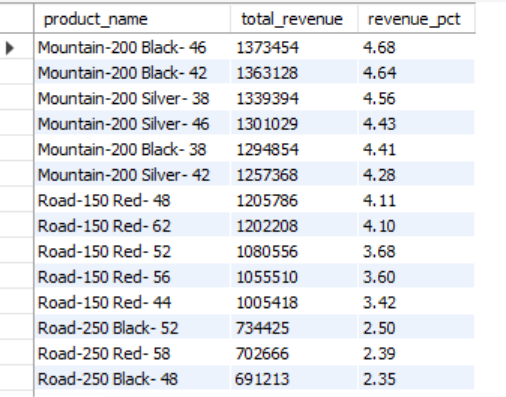 product_name total_revenue revenue_pct
Mountain-200 Black- 46 1373454 4.68
Mountain-200 Black- 42 1363128 4.64
Mountain-200 Silver- 38 1339394 4.56
Mountain-200 Silver- 46 1301029 4.43
Mountain-200 Black- 38 1294854 4.41
Mountain-200 Silver- 42 1257368 4.28
Road-150 Red- 48 1205786 4.11
Road-150 Red- 62 1202208 4.10
Road-150 Red- 52 1080556 3.68
Road-150 Red- 56 1055510 3.60
Road-150 Red- 44 1005418 3.42
Road-250 Black- 52 734425 2.50
Road-250 Red- 58 702666 2.39
Road-250 Black- 48 691213 2.35